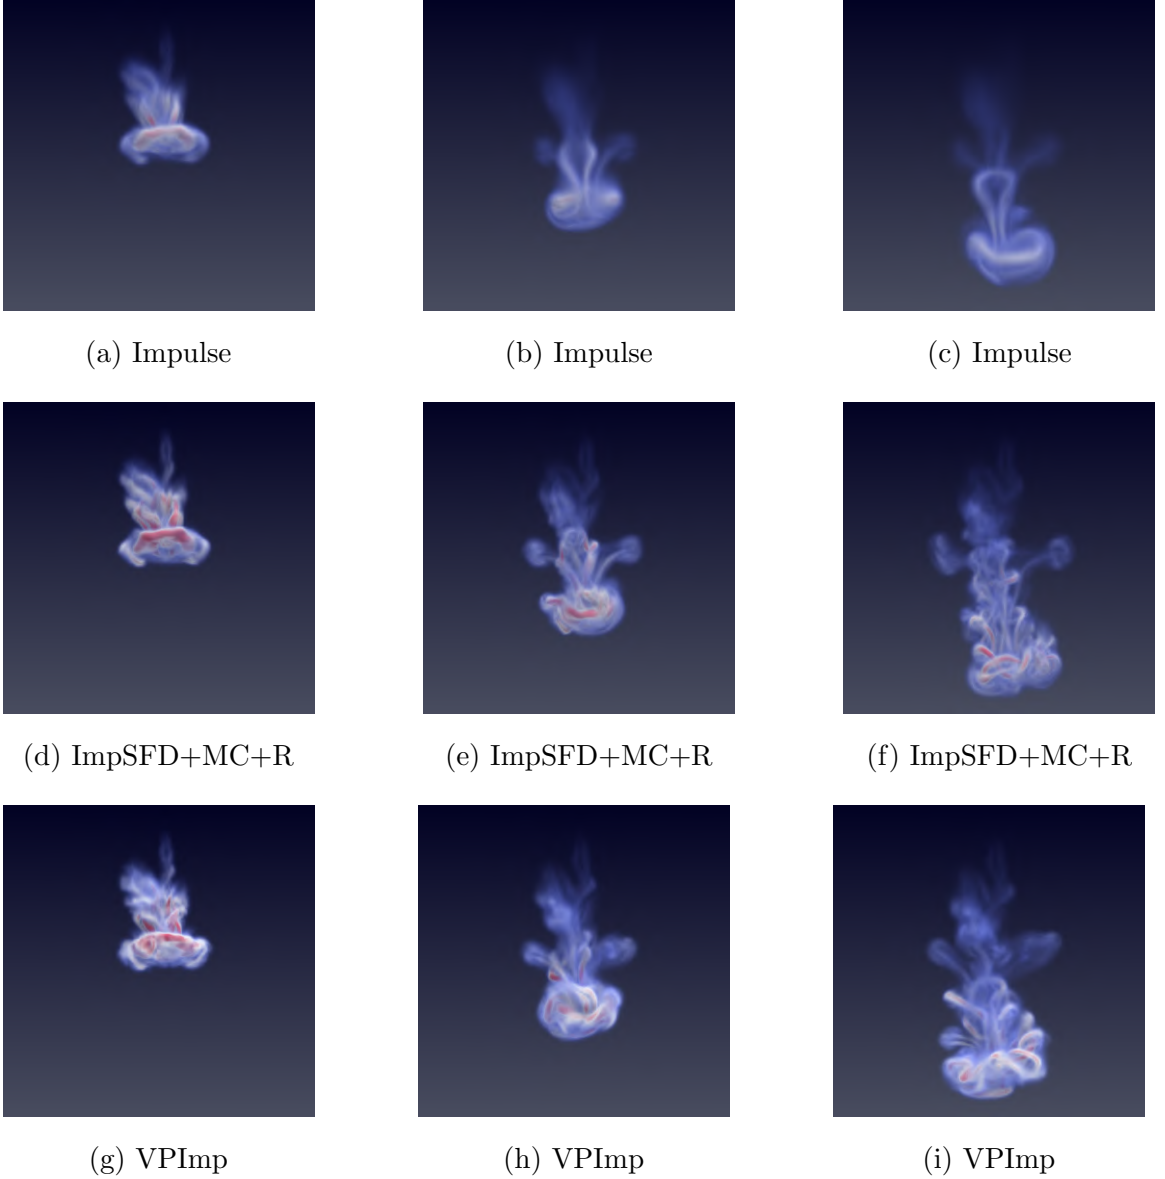 (a) Impulse
(b) Impulse
(c) Impulse
(d) ImpSFD+MC+R
(e) ImpSFD+MC+R
(f) ImpSFD+MC+R
(g) VPImp
(h) VPImp
(i) VPImp